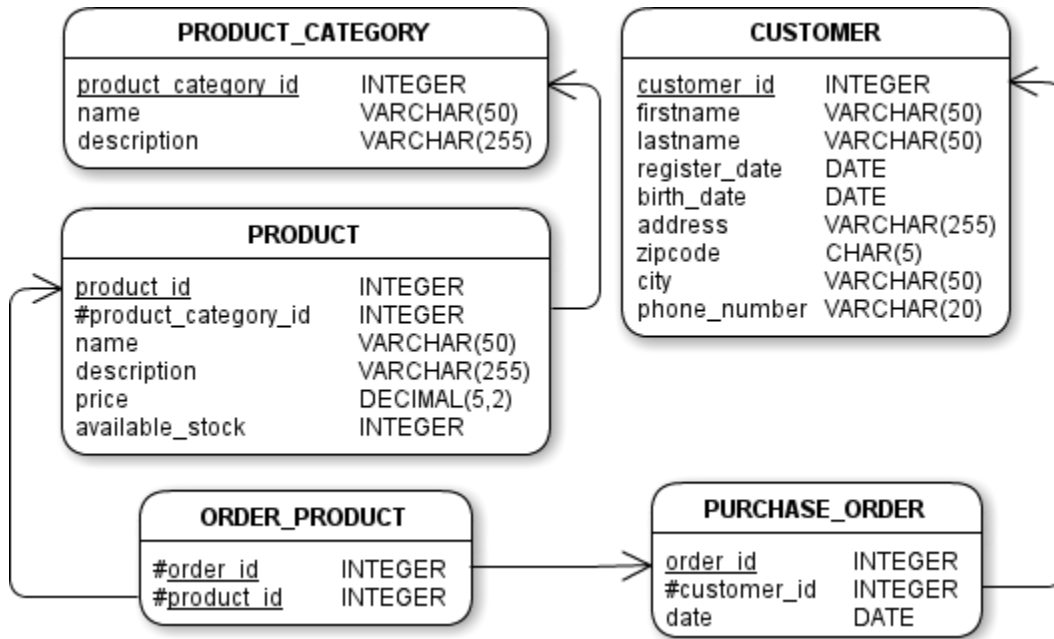 PRODUCT_CATEGORY
product_category_id INTEGER
name VARCHAR(50)
description VARCHAR(255)
CUSTOMER
customer_id INTEGER
firstname VARCHAR(50)
lastname VARCHAR(50)
register_date DATE
birth_date DATE
address VARCHAR(255)
zipcode CHAR(5)
city VARCHAR(50)
phone_number VARCHAR(20)
PRODUCT
product_id INTEGER
#product_category_id INTEGER
name VARCHAR(50)
description VARCHAR(255)
price DECIMAL(5,2)
available_stock INTEGER
ORDER_PRODUCT
#order_id INTEGER
#product_id INTEGER
PURCHASE_ORDER
order_id INTEGER
#customer_id INTEGER
date DATE